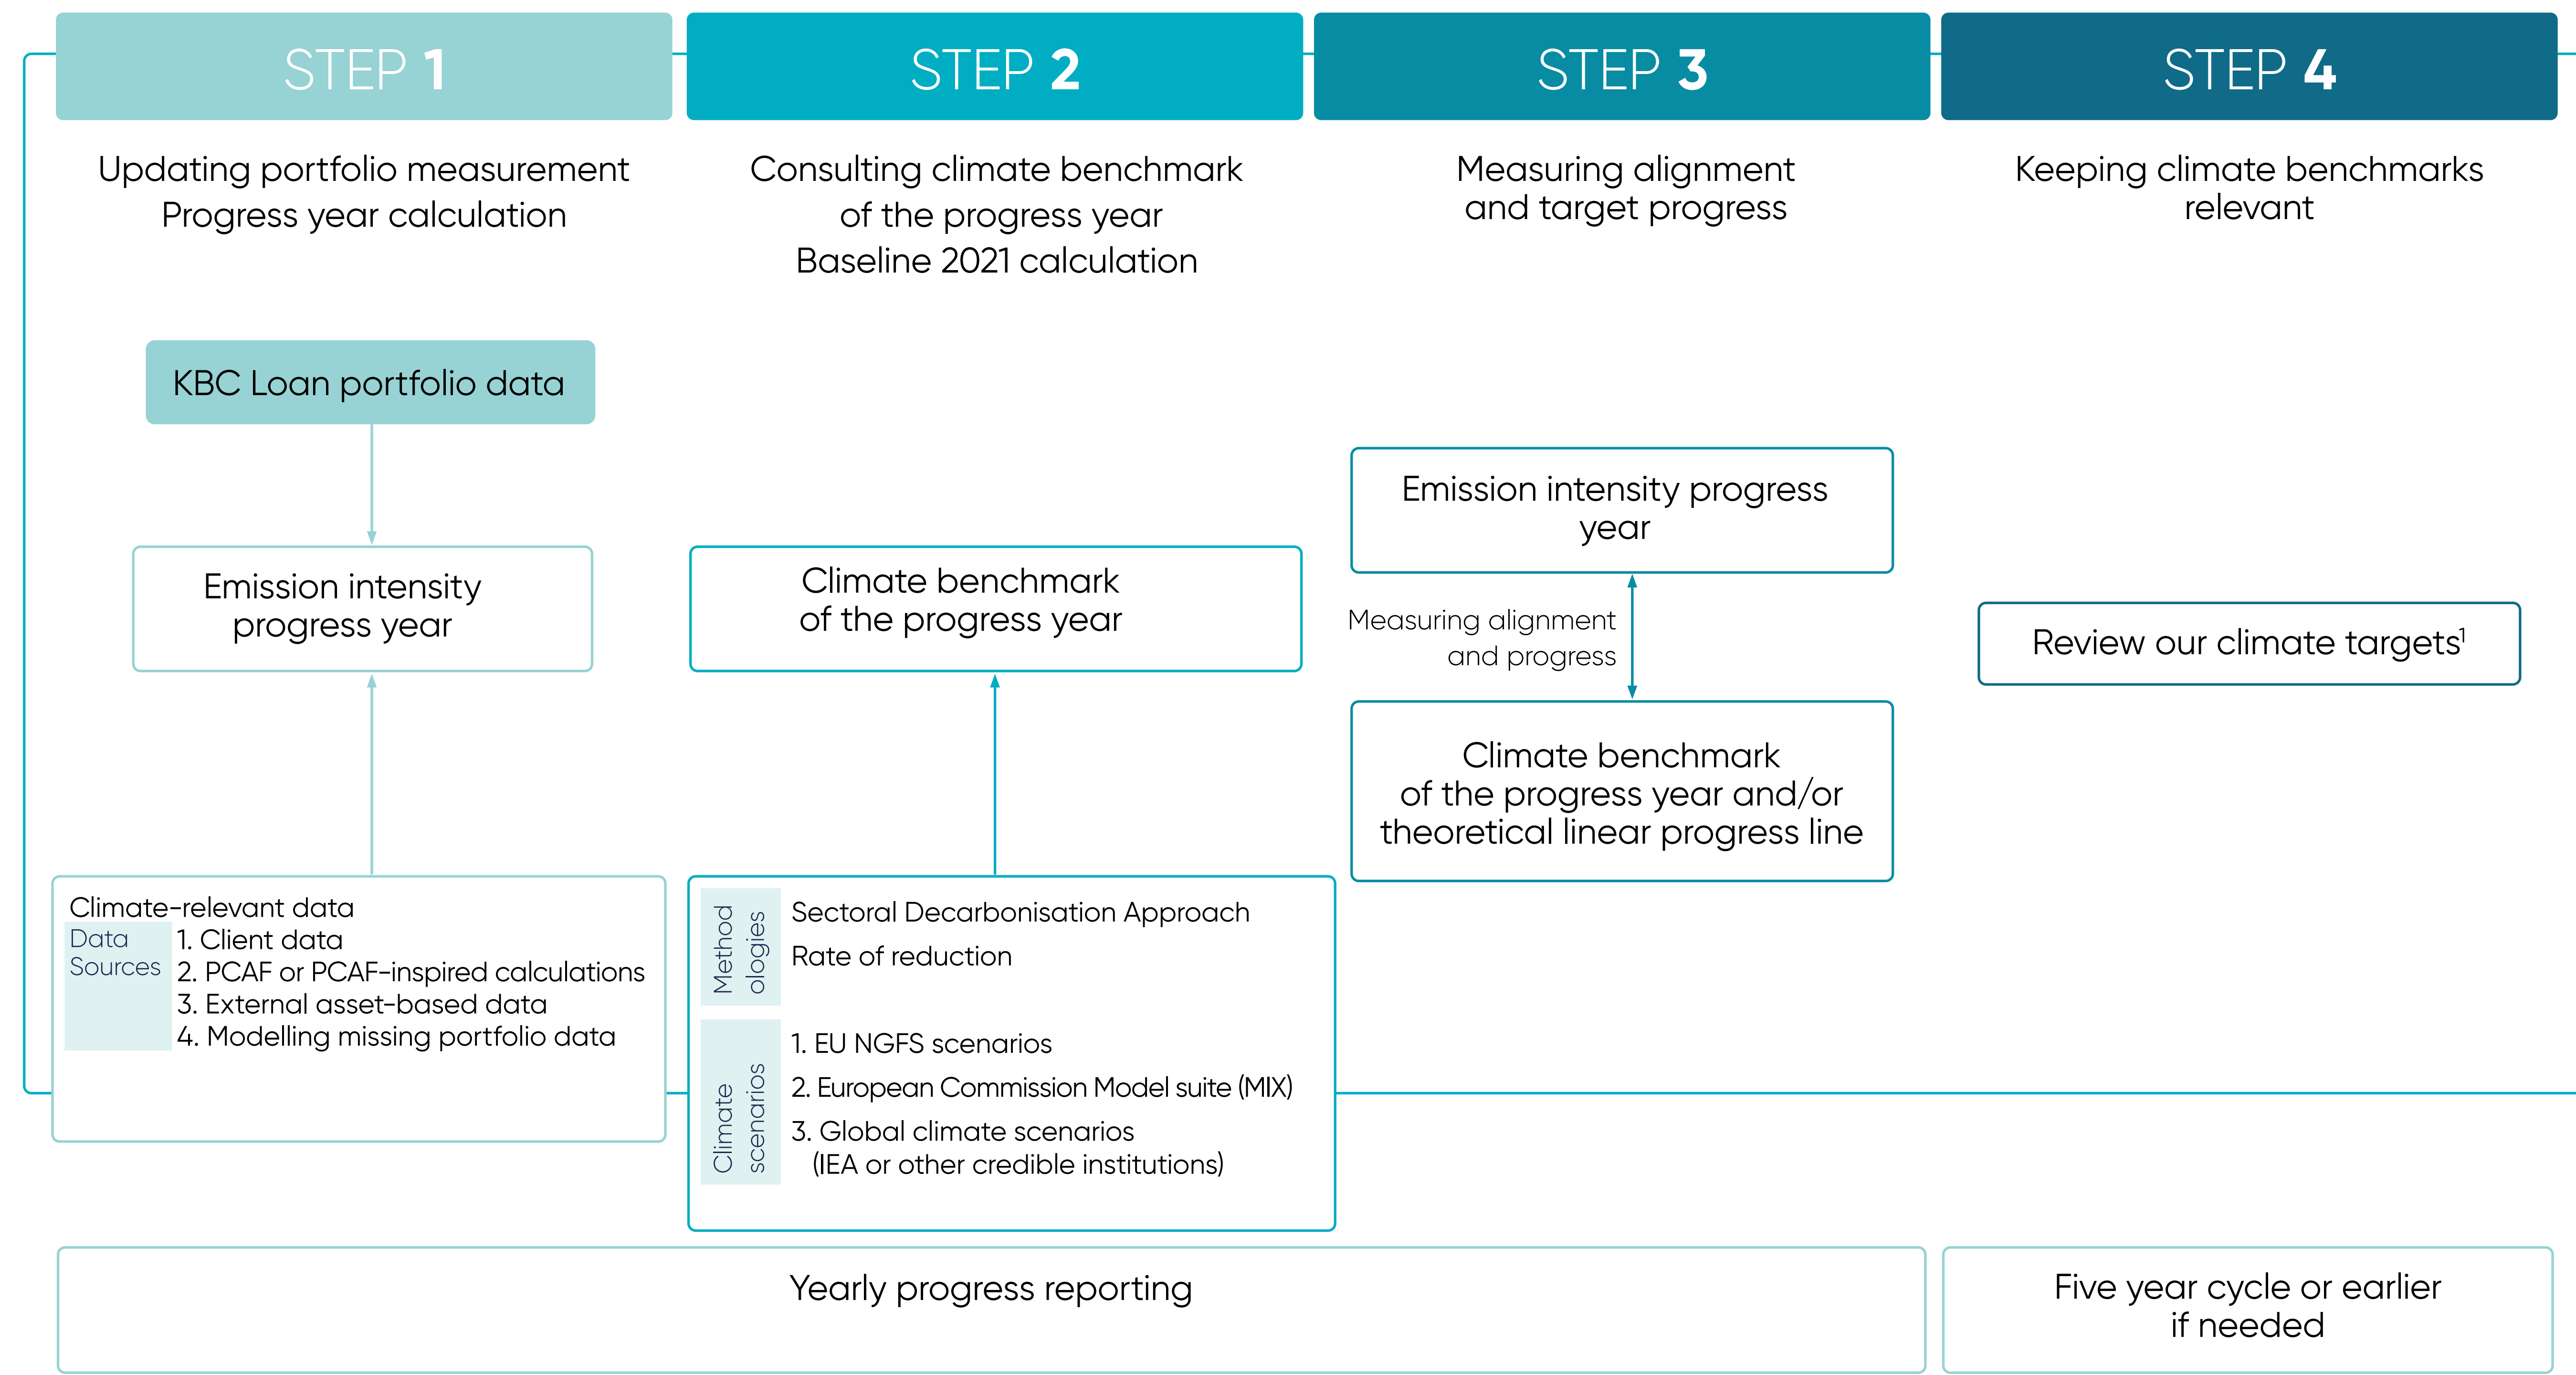 STEP 1
Updating portfolio measurement
Progress year calculation
KBC Loan portfolio data
Emission intensity
progress year
Climate-relevant data
Data
Sources
1. Client data
2. PCAF or PCAF-inspired calculations
3. External asset-based data
4. Modelling missing portfolio data
STEP 2
Consulting climate benchmark
of the progress year
Baseline 2021 calculation
Climate benchmark
of the progress year
Method
ologies
Sectoral Decarbonisation Approach
Rate of reduction
Climate
scenarios
1. EU NGFS scenarios
2. European Commission Model suite (MIX)
3. Global climate scenarios
(IEA or other credible institutions)
STEP 3
Measuring alignment
and target progress
Emission intensity progress
year
Measuring alignment
and progress
Climate benchmark
of the progress year and/or
theoretical linear progress line
STEP 4
Keeping climate benchmarks
relevant
Review our climate targets¹
Yearly progress reporting
Five year cycle or earlier
if needed